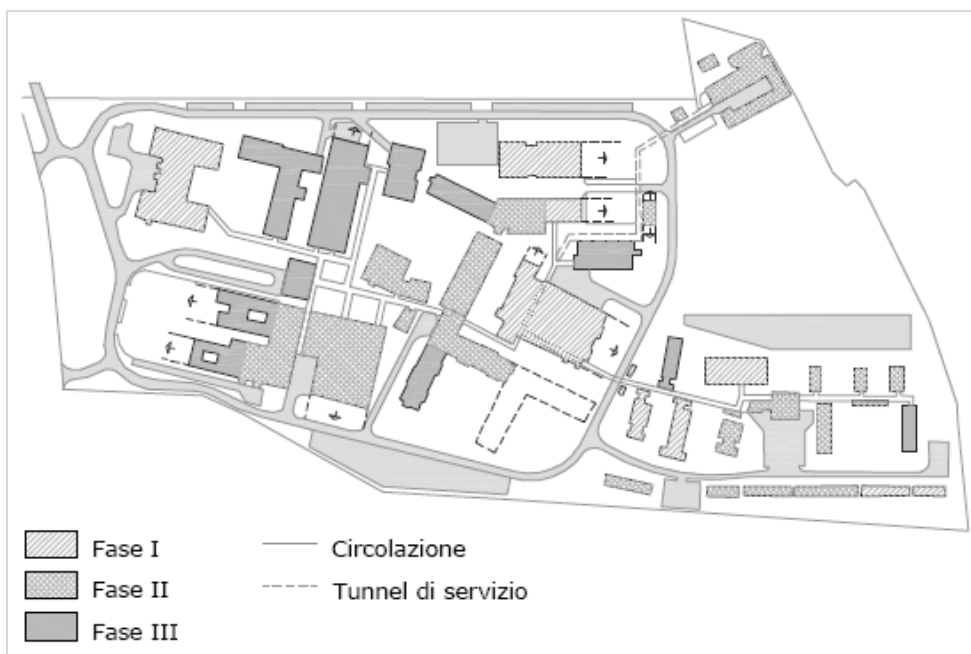 Fase I
Fase II
Fase III
Circolazione
Tunnel di servizio